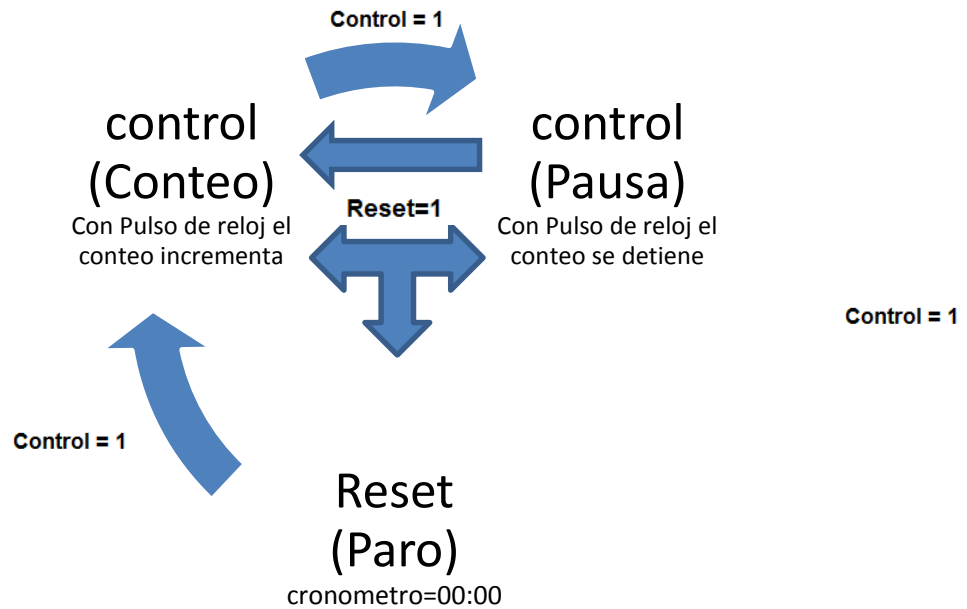 Control = 1
control
(Conteo)
Con Pulso de reloj el
conteo incrementa
control
(Pausa)
Con Pulso de reloj el
conteo se detiene
Reset=1
Control = 1
Control = 1
Reset
(Paro)
cronometro=00:00